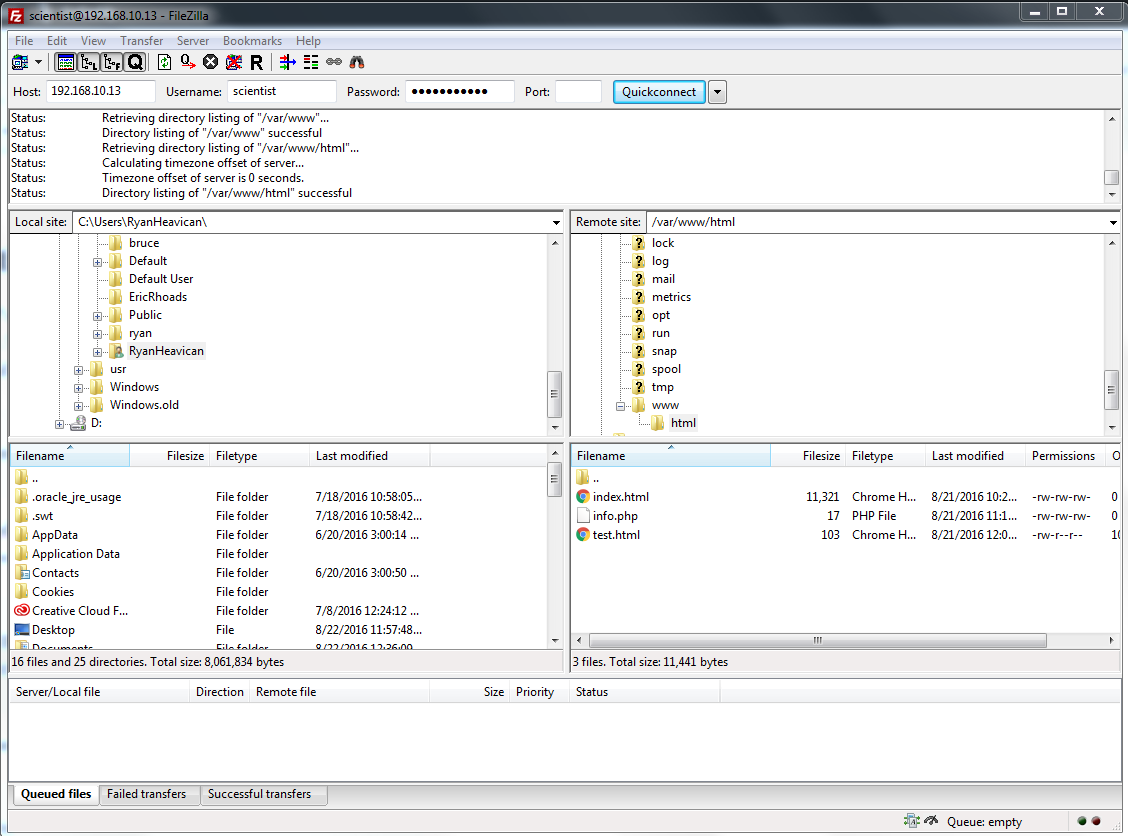 scientist@192.168.10.13 - FileZilla
File Edit View Transfer Server Bookmarks Help
Host: 192.168.10.13 Username: scientist Password: ●●●●●●●●●●● Port: Quickconnect
Status: Retrieving directory listing of "/var/www"...
Status: Directory listing of "/var/www" successful
Status: Retrieving directory listing of "/var/www/html"...
Status: Calculating timezone offset of server...
Status: Timezone offset of server is 0 seconds.
Status: Directory listing of "/var/www/html" successful
Local site: C:\Users\RyanHeavican\
bruce
Default
Default User
EricRhoads
Public
ryan
RyanHeavican
usr
Windows
Windows.old
D:
Remote site: /var/www/html
lock
log
mail
metrics
opt
run
snap
spool
tmp
www
html
Filename Filesize Filetype Last modified
..
.oracle_jre_usage File folder 7/18/2016 10:58:05...
.swt File folder 7/18/2016 10:58:42...
AppData File folder 6/20/2016 3:00:14 ...
Application Data File folder
Contacts File folder 6/20/2016 3:00:50 ...
Cookies File folder
Creative Cloud F... File folder 7/8/2016 12:24:12 ...
Desktop File 8/22/2016 11:57:48...
Documents File folder 8/22/2016 12:36:09...
16 files and 25 directories. Total size: 8,061,834 bytes
Filename Filesize Filetype Last modified Permissions O
..
index.html 11,321 Chrome H... 8/21/2016 10:2... -rw-rw-rw- 0
info.php 17 PHP File 8/21/2016 11:1... -rw-rw-rw- 0
test.html 103 Chrome H... 8/21/2016 12:0... -rw-r--r-- 10
3 files. Total size: 11,441 bytes
Server/Local file Direction Remote file Size Priority Status
Queued files Failed transfers Successful transfers
Queue: empty